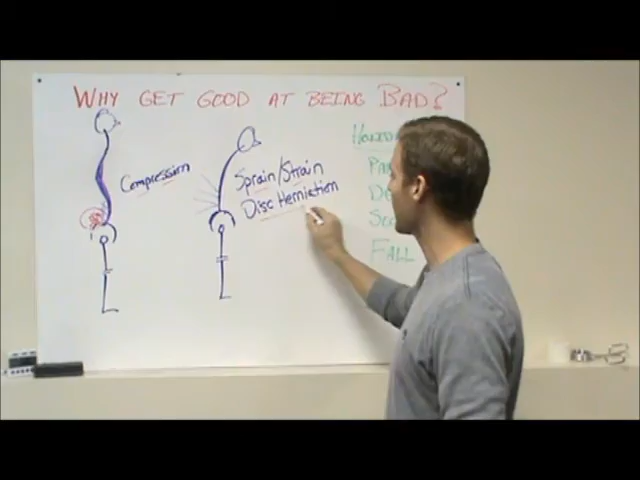 WHY GET GOOD AT BEING BAD?
Compression
Sprain/Strain
Disc Herniation
FALL